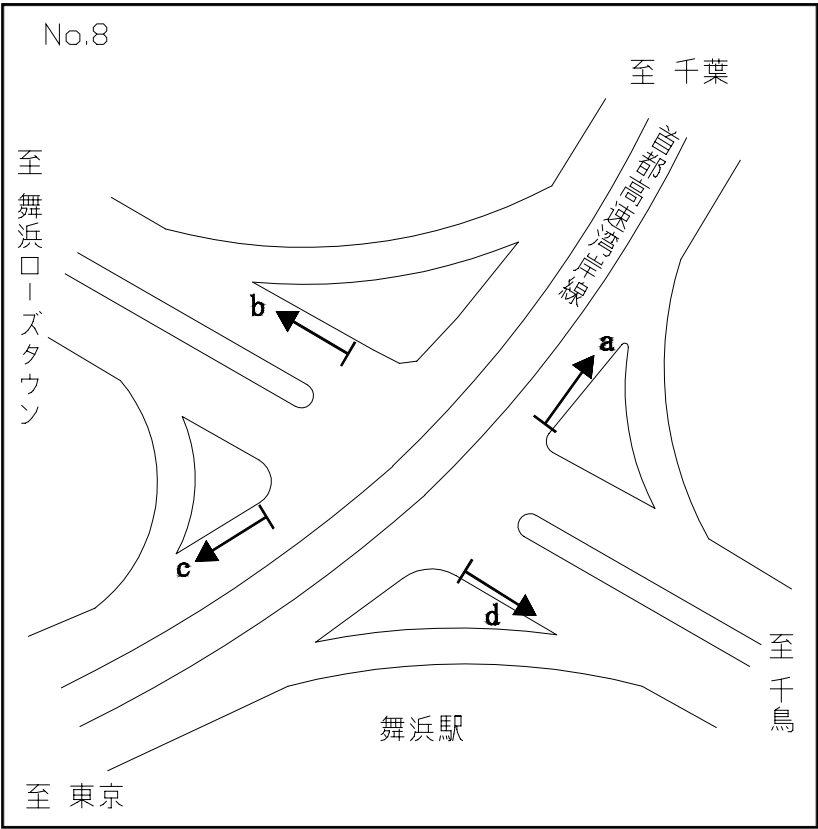 No.8
至 千葉
首都高速湾岸線
至 舞浜ローズタウン
b
a
c
d
至 千鳥
舞浜駅
至 東京